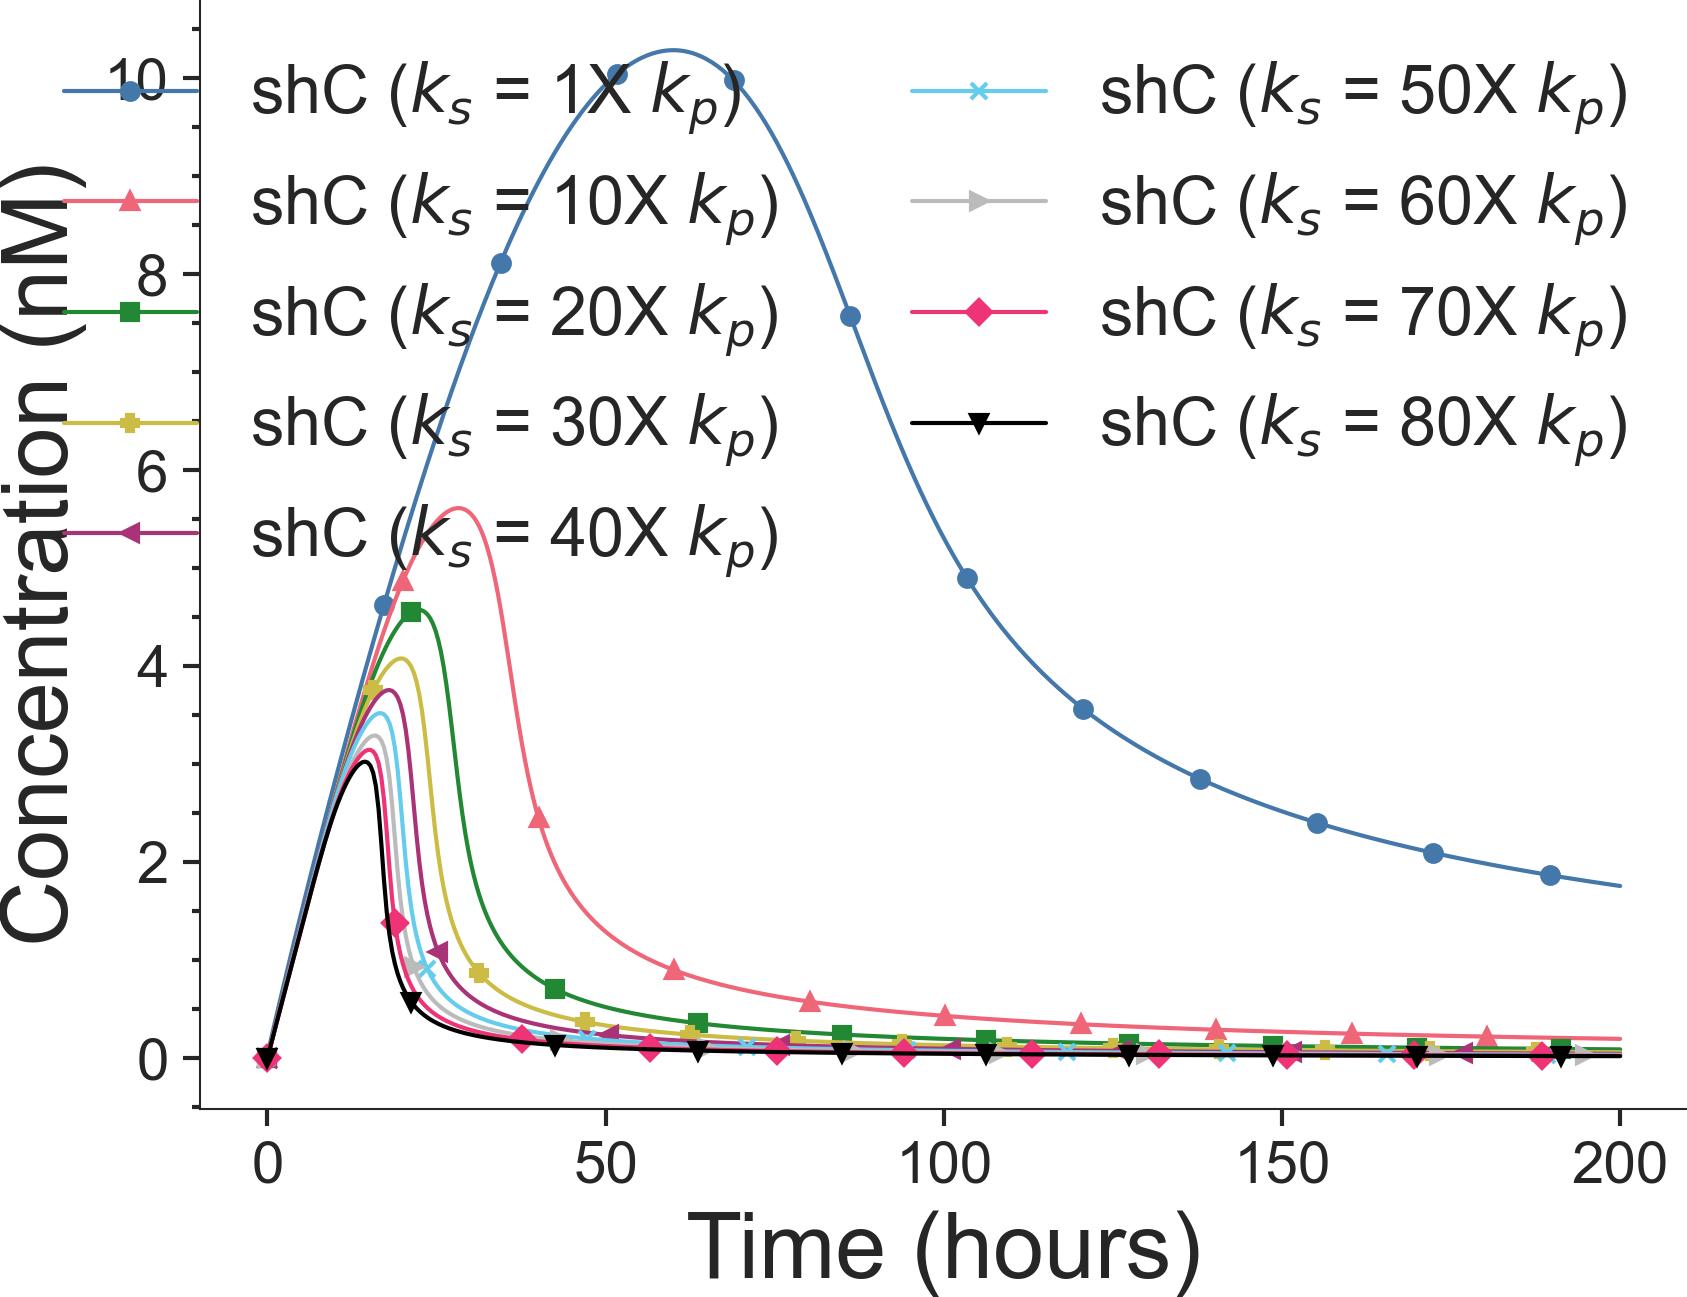 10
8
6
4
2
0
Concentration (nM)
shC (kₛ = 1X kₚ)
shC (kₛ = 10X kₚ)
shC (kₛ = 20X kₚ)
shC (kₛ = 30X kₚ)
shC (kₛ = 40X kₚ)
shC (kₛ = 50X kₚ)
shC (kₛ = 60X kₚ)
shC (kₛ = 70X kₚ)
shC (kₛ = 80X kₚ)
0 50 100 150 200
Time (hours)